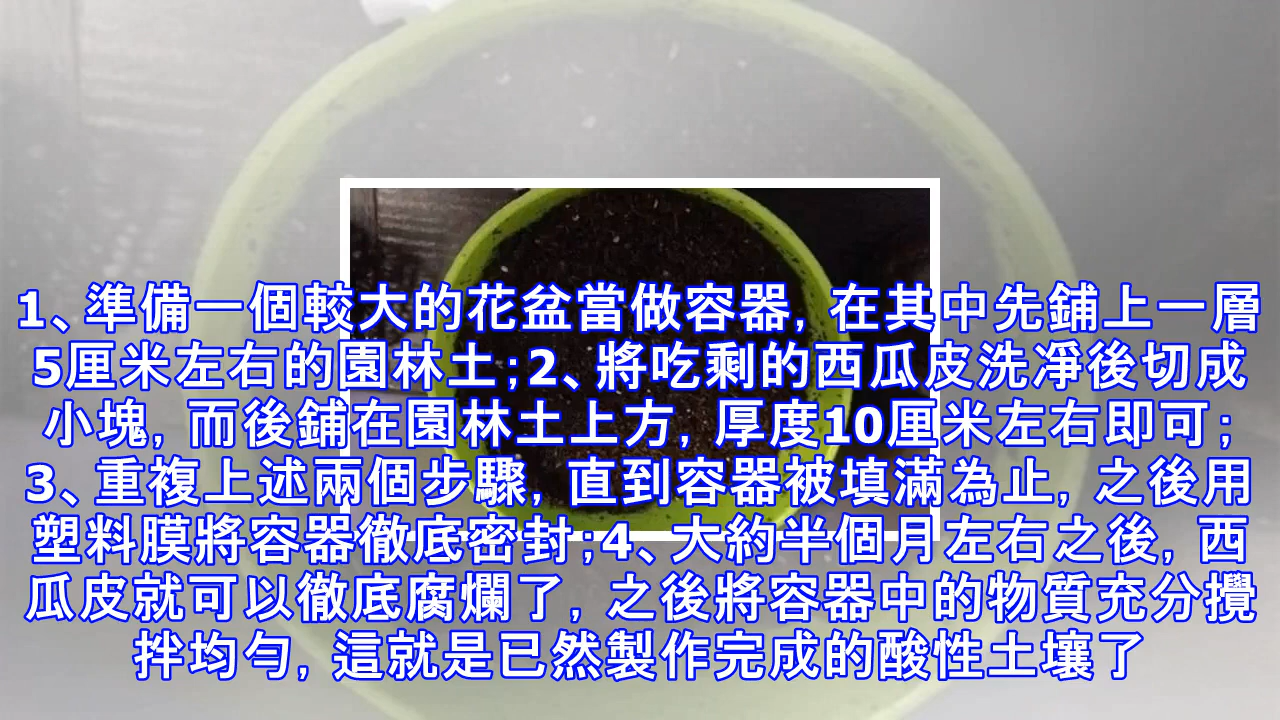 1、準備一個較大的花盆當做容器, 在其中先鋪上一層
5厘米左右的園林土;2、將吃剩的西瓜皮洗凈後切成
小塊, 而後鋪在園林土上方, 厚度10厘米左右即可;
3、重複上述兩個步驟, 直到容器被填滿為止, 之後用
塑料膜將容器徹底密封;4、大約半個月左右之後, 西
瓜皮就可以徹底腐爛了, 之後將容器中的物質充分攪
拌均勻, 這就是已然製作完成的酸性土壤了